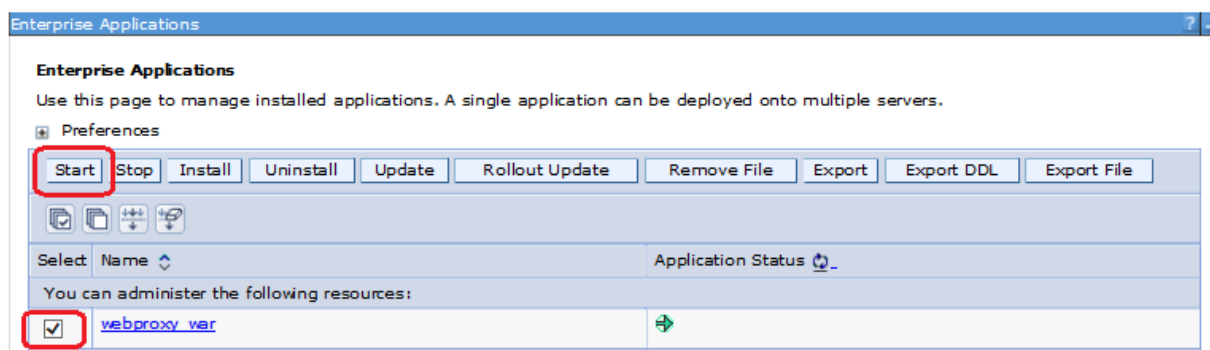 Enterprise Applications ? -
Enterprise Applications
Use this page to manage installed applications. A single application can be deployed onto multiple servers.
Preferences
Start Stop Install Uninstall Update Rollout Update Remove File Export Export DDL Export File
Select Name Application Status
You can administer the following resources:
webproxy_war